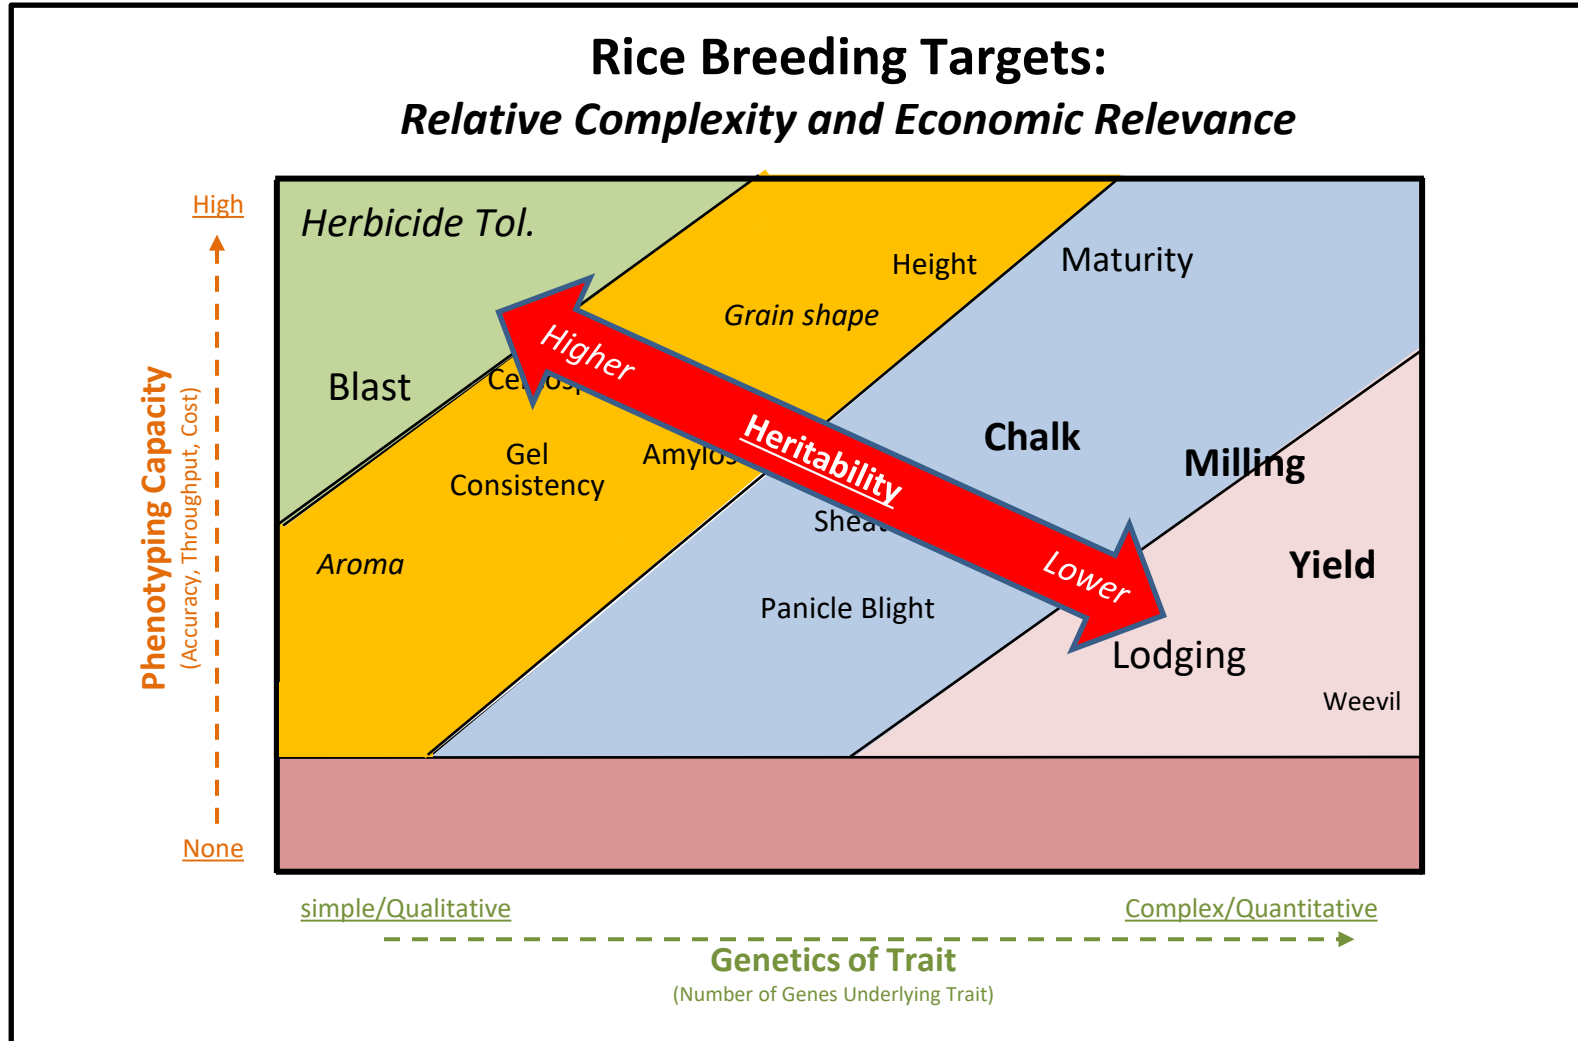 Rice Breeding Targets:
Relative Complexity and Economic Relevance
High
Herbicide Tol.
Height
Maturity
Grain shape
Higher
Blast
Phenotyping Capacity
(Accuracy, Throughput, Cost)
Chalk
Heritability
Gel
Consistency
Milling
Aroma
Lower
Yield
Panicle Blight
Lodging
Weevil
None
simple/Qualitative
Complex/Quantitative
Genetics of Trait
(Number of Genes Underlying Trait)